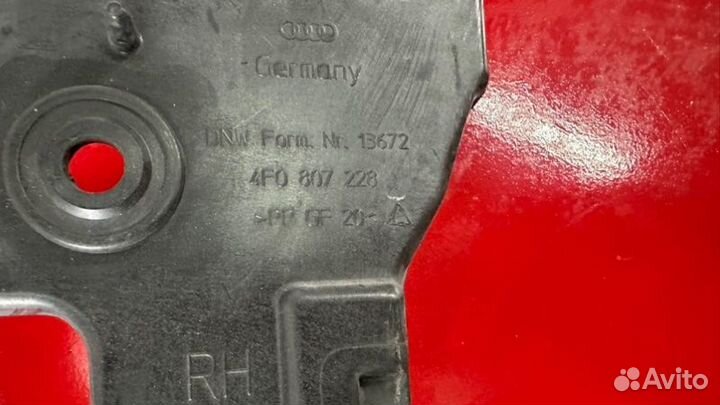 Germany
DNW Form. Nr. 13672
4F0 807 228
>PP GF 20<
RH
Avito